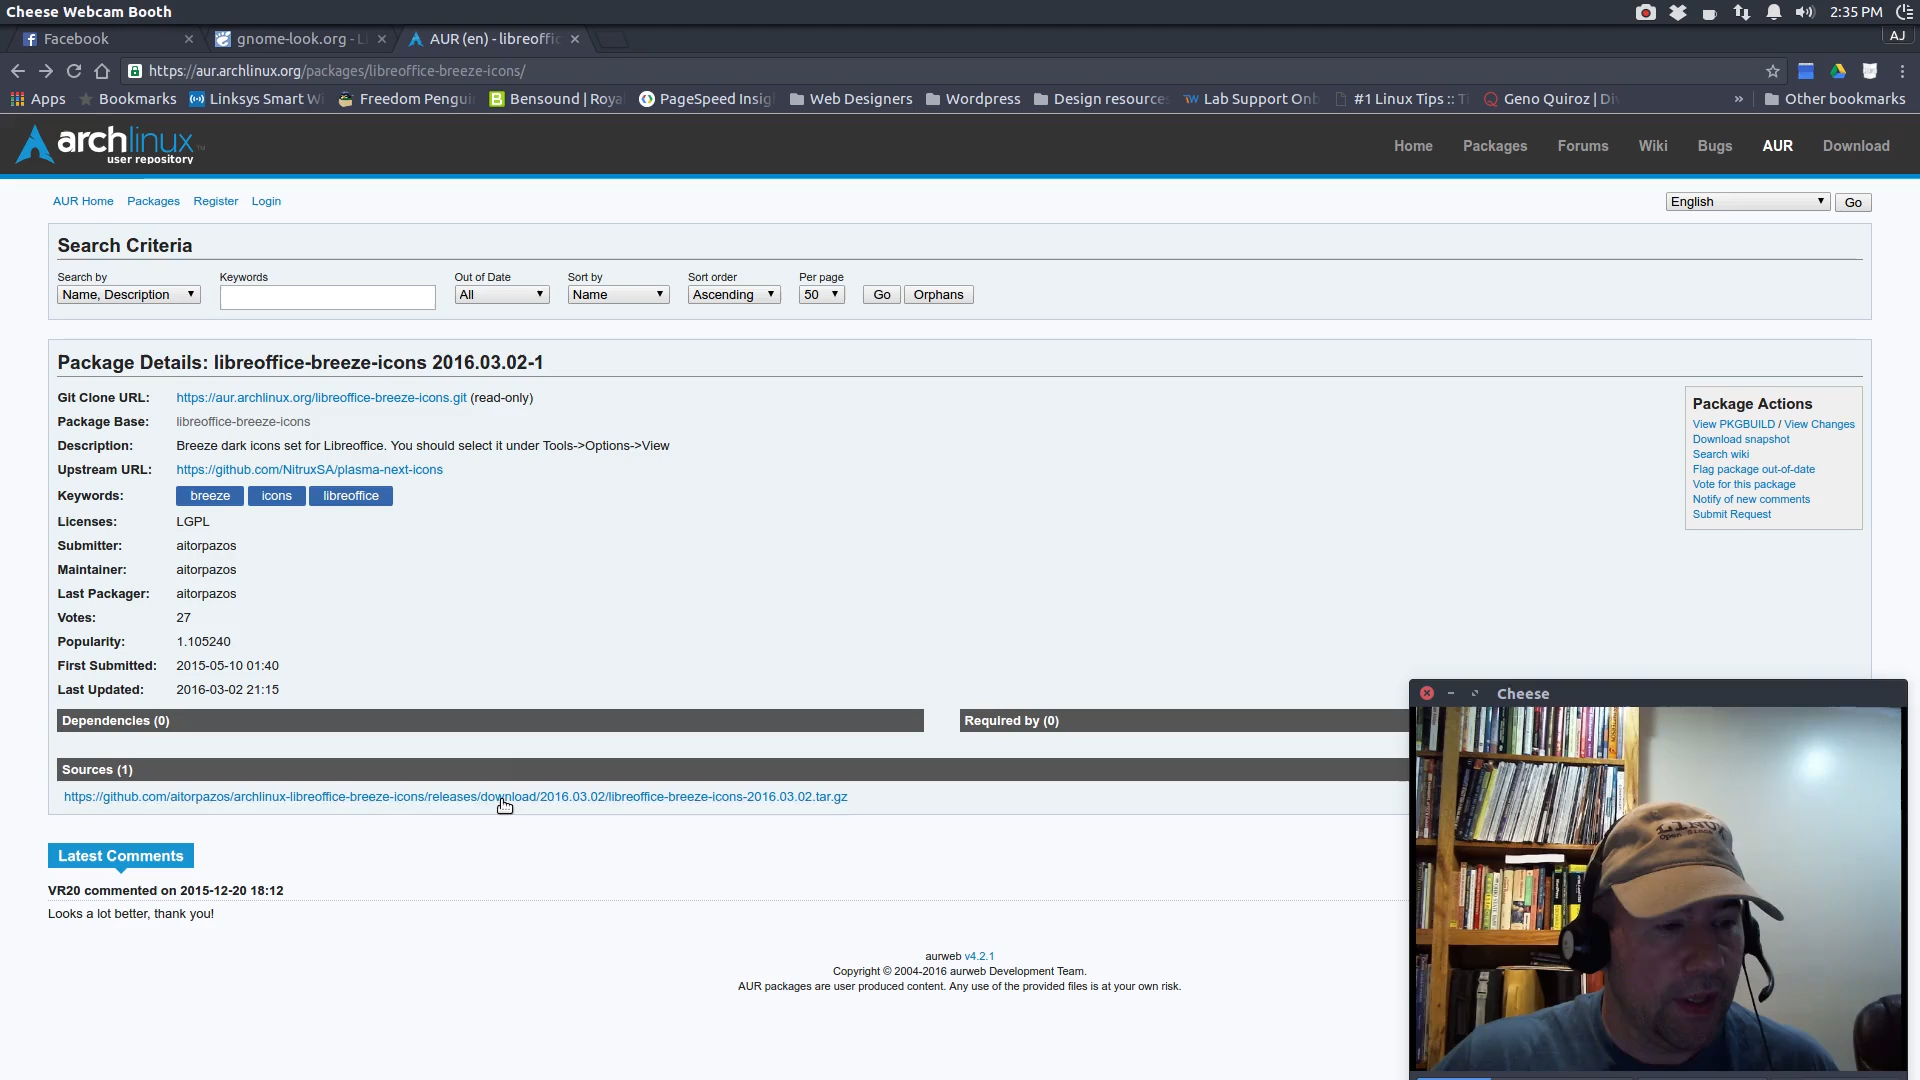 Cheese Webcam Booth
2:35 PM
Facebook
gnome-look.org - L
AUR (en) - libreoffic
AJ
https://aur.archlinux.org/packages/libreoffice-breeze-icons/
Apps
Bookmarks
Linksys Smart Wi
Freedom Pengui
Bensound | Roya
PageSpeed Insig
Web Designers
Wordpress
Design resources
Lab Support Onb
#1 Linux Tips :: T
Geno Quiroz | Di
» Other bookmarks
archlinux
user repository
Home Packages Forums Wiki Bugs AUR Download
AUR Home Packages Register Login
English Go
Search Criteria
Search by Keywords Out of Date Sort by Sort order Per page
Name, Description All Name Ascending 50 Go Orphans
Package Details: libreoffice-breeze-icons 2016.03.02-1
Git Clone URL: https://aur.archlinux.org/libreoffice-breeze-icons.git (read-only)
Package Base: libreoffice-breeze-icons
Description: Breeze dark icons set for Libreoffice. You should select it under Tools->Options->View
Upstream URL: https://github.com/NitruxSA/plasma-next-icons
Keywords: breeze icons libreoffice
Licenses: LGPL
Submitter: aitorpazos
Maintainer: aitorpazos
Last Packager: aitorpazos
Votes: 27
Popularity: 1.105240
First Submitted: 2015-05-10 01:40
Last Updated: 2016-03-02 21:15
Package Actions
View PKGBUILD / View Changes
Download snapshot
Search wiki
Flag package out-of-date
Vote for this package
Notify of new comments
Submit Request
Dependencies (0)
Required by (0)
Sources (1)
https://github.com/aitorpazos/archlinux-libreoffice-breeze-icons/releases/download/2016.03.02/libreoffice-breeze-icons-2016.03.02.tar.gz
Latest Comments
VR20 commented on 2015-12-20 18:12
Looks a lot better, thank you!
aurweb v4.2.1
Copyright © 2004-2016 aurweb Development Team.
AUR packages are user produced content. Any use of the provided files is at your own risk.
Cheese
LINUX
Open Since